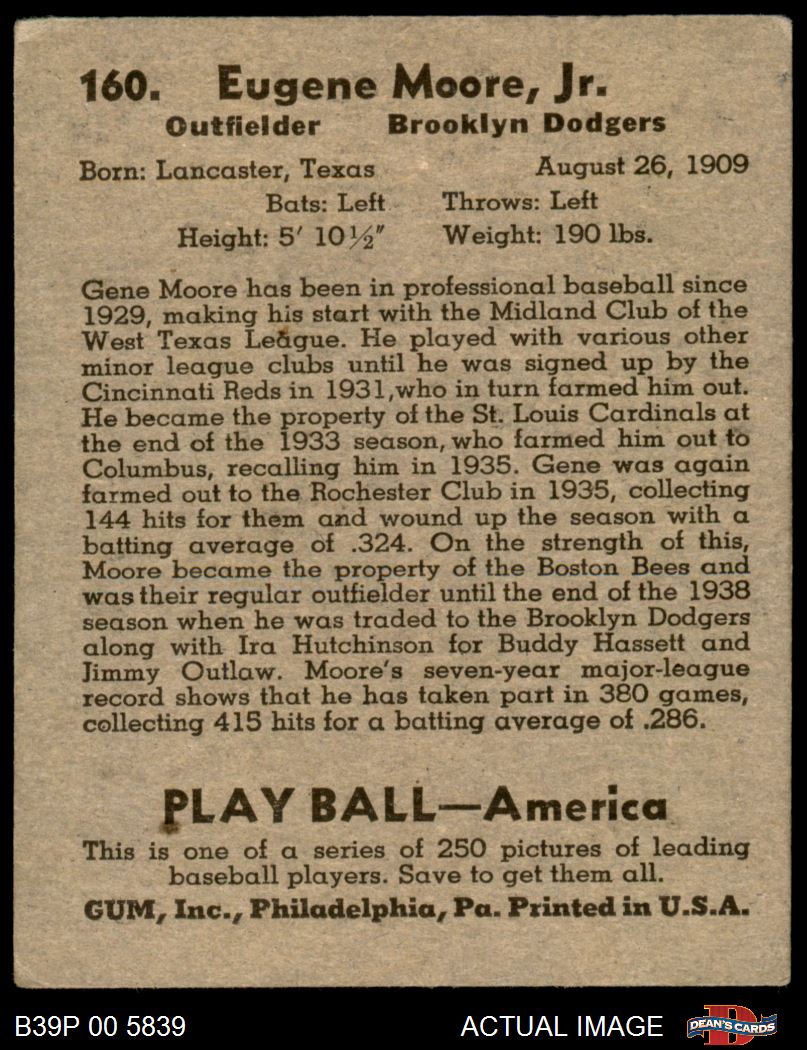 160. Eugene Moore, Jr.
Outfielder Brooklyn Dodgers
Born: Lancaster, Texas August 26, 1909
Bats: Left Throws: Left
Height: 5' 10½" Weight: 190 lbs.
Gene Moore has been in professional baseball since
1929, making his start with the Midland Club of the
West Texas League. He played with various other
minor league clubs until he was signed up by the
Cincinnati Reds in 1931,who in turn farmed him out.
He became the property of the St. Louis Cardinals at
the end of the 1933 season, who farmed him out to
Columbus, recalling him in 1935. Gene was again
farmed out to the Rochester Club in 1935, collecting
144 hits for them and wound up the season with a
batting average of .324. On the strength of this,
Moore became the property of the Boston Bees and
was their regular outfielder until the end of the 1938
season when he was traded to the Brooklyn Dodgers
along with Ira Hutchinson for Buddy Hassett and
Jimmy Outlaw. Moore's seven-year major-league
record shows that he has taken part in 380 games,
collecting 415 hits for a batting average of .286.
PLAY BALL—America
This is one of a series of 250 pictures of leading
baseball players. Save to get them all.
GUM, Inc., Philadelphia, Pa. Printed in U.S.A.
B39P 00 5839 ACTUAL IMAGE DEAN'S CARDS